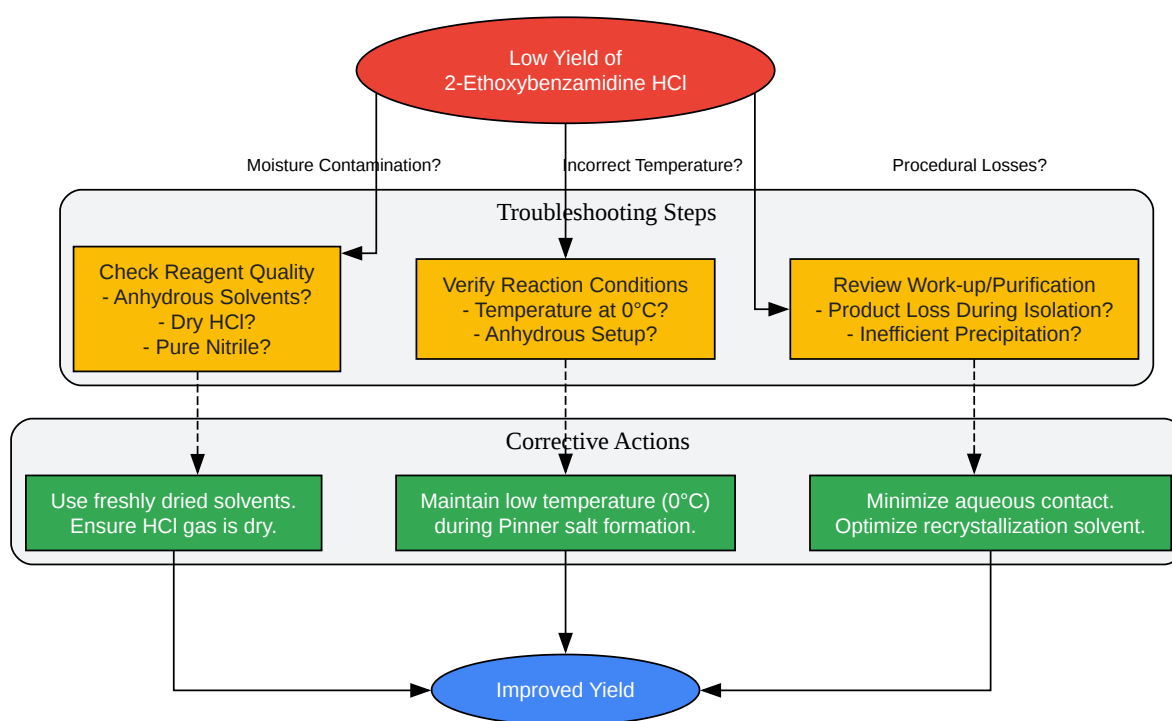 Low Yield of
2-Ethoxybenzamidine HCl
Moisture Contamination?
Incorrect Temperature?
Procedural Losses?
Troubleshooting Steps
Check Reagent Quality
- Anhydrous Solvents?
- Dry HCl?
- Pure Nitrile?
Verify Reaction Conditions
- Temperature at 0°C?
- Anhydrous Setup?
Review Work-up/Purification
- Product Loss During Isolation?
- Inefficient Precipitation?
Corrective Actions
Use freshly dried solvents.
Ensure HCl gas is dry.
Maintain low temperature (0°C)
during Pinner salt formation.
Minimize aqueous contact.
Optimize recrystallization solvent.
Improved Yield